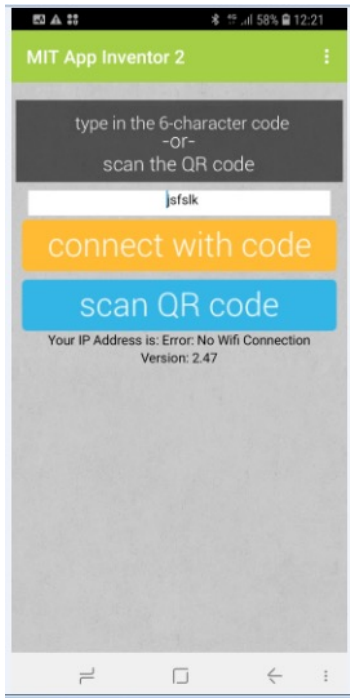 58% 12:21
MIT App Inventor 2
type in the 6-character code
-or-
scan the QR code
jsfslk
connect with code
scan QR code
Your IP Address is: Error: No Wifi Connection
Version: 2.47